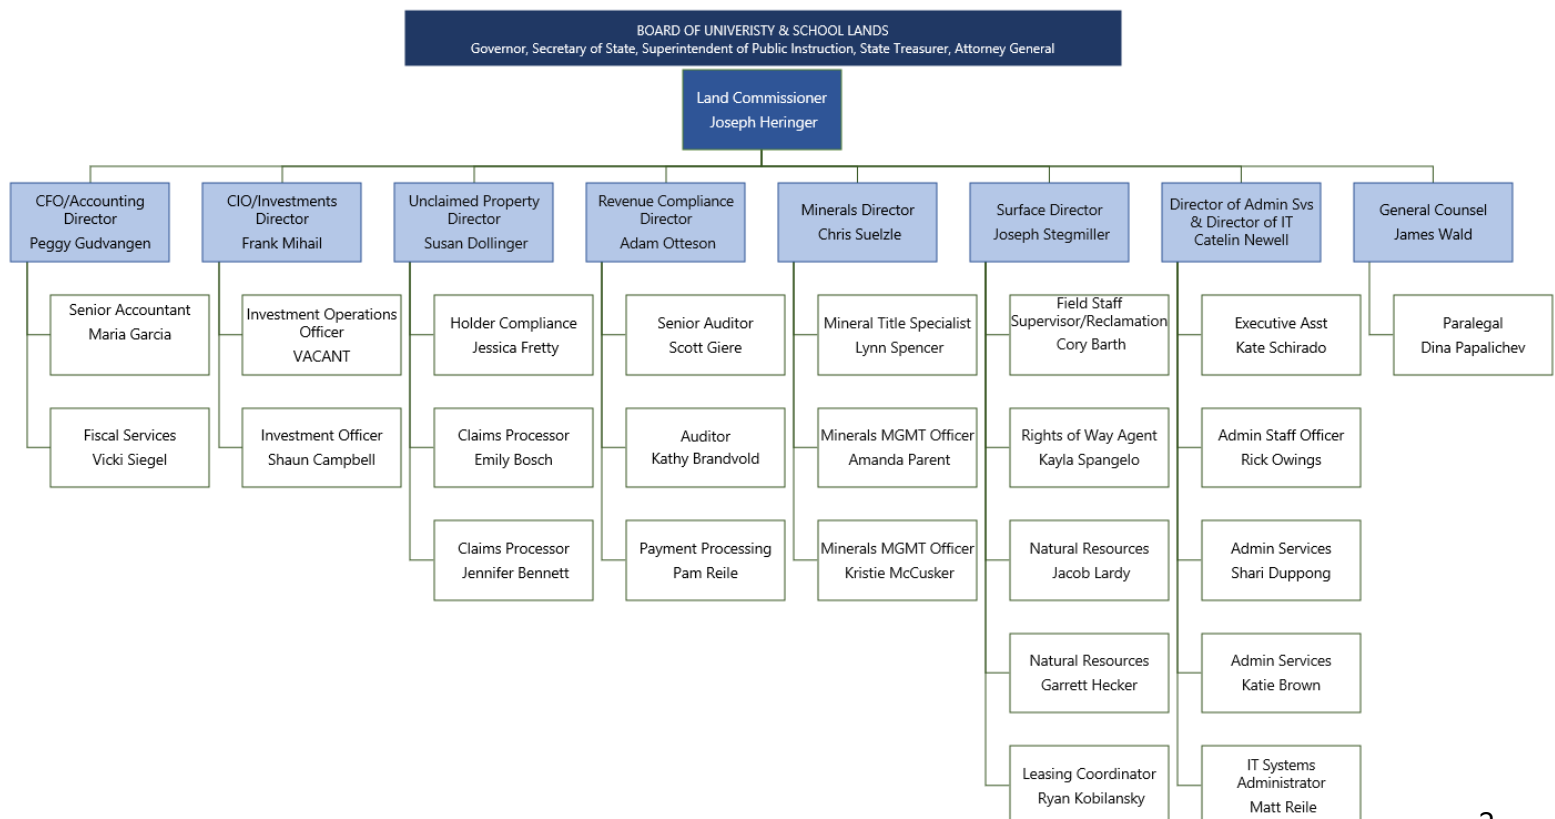 BOARD OF UNIVERISTY & SCHOOL LANDS
Governor, Secretary of State, Superintendent of Public Instruction, State Treasurer, Attorney General
Land Commissioner
Joseph Heringer
CFO/Accounting
Director
Peggy Gudvangen
CIO/Investments
Director
Frank Mihail
Unclaimed Property
Director
Susan Dollinger
Revenue Compliance
Director
Adam Otteson
Minerals Director
Chris Suelzle
Surface Director
Joseph Stegmiller
Director of Admin Svs
& Director of IT
Catelin Newell
General Counsel
James Wald
Senior Accountant
Maria Garcia
Investment Operations
Officer
VACANT
Holder Compliance
Jessica Fretty
Senior Auditor
Scott Giere
Mineral Title Specialist
Lynn Spencer
Field Staff
Supervisor/Reclamation
Cory Barth
Executive Asst
Kate Schirado
Paralegal
Dina Papalichev
Fiscal Services
Vicki Siegel
Investment Officer
Shaun Campbell
Claims Processor
Emily Bosch
Auditor
Kathy Brandvold
Minerals MGMT Officer
Amanda Parent
Rights of Way Agent
Kayla Spangelo
Admin Staff Officer
Rick Owings
Claims Processor
Jennifer Bennett
Payment Processing
Pam Reile
Minerals MGMT Officer
Kristie McCusker
Natural Resources
Jacob Lardy
Admin Services
Shari Duppong
Natural Resources
Garrett Hecker
Admin Services
Katie Brown
Leasing Coordinator
Ryan Kobilansky
IT Systems
Administrator
Matt Reile